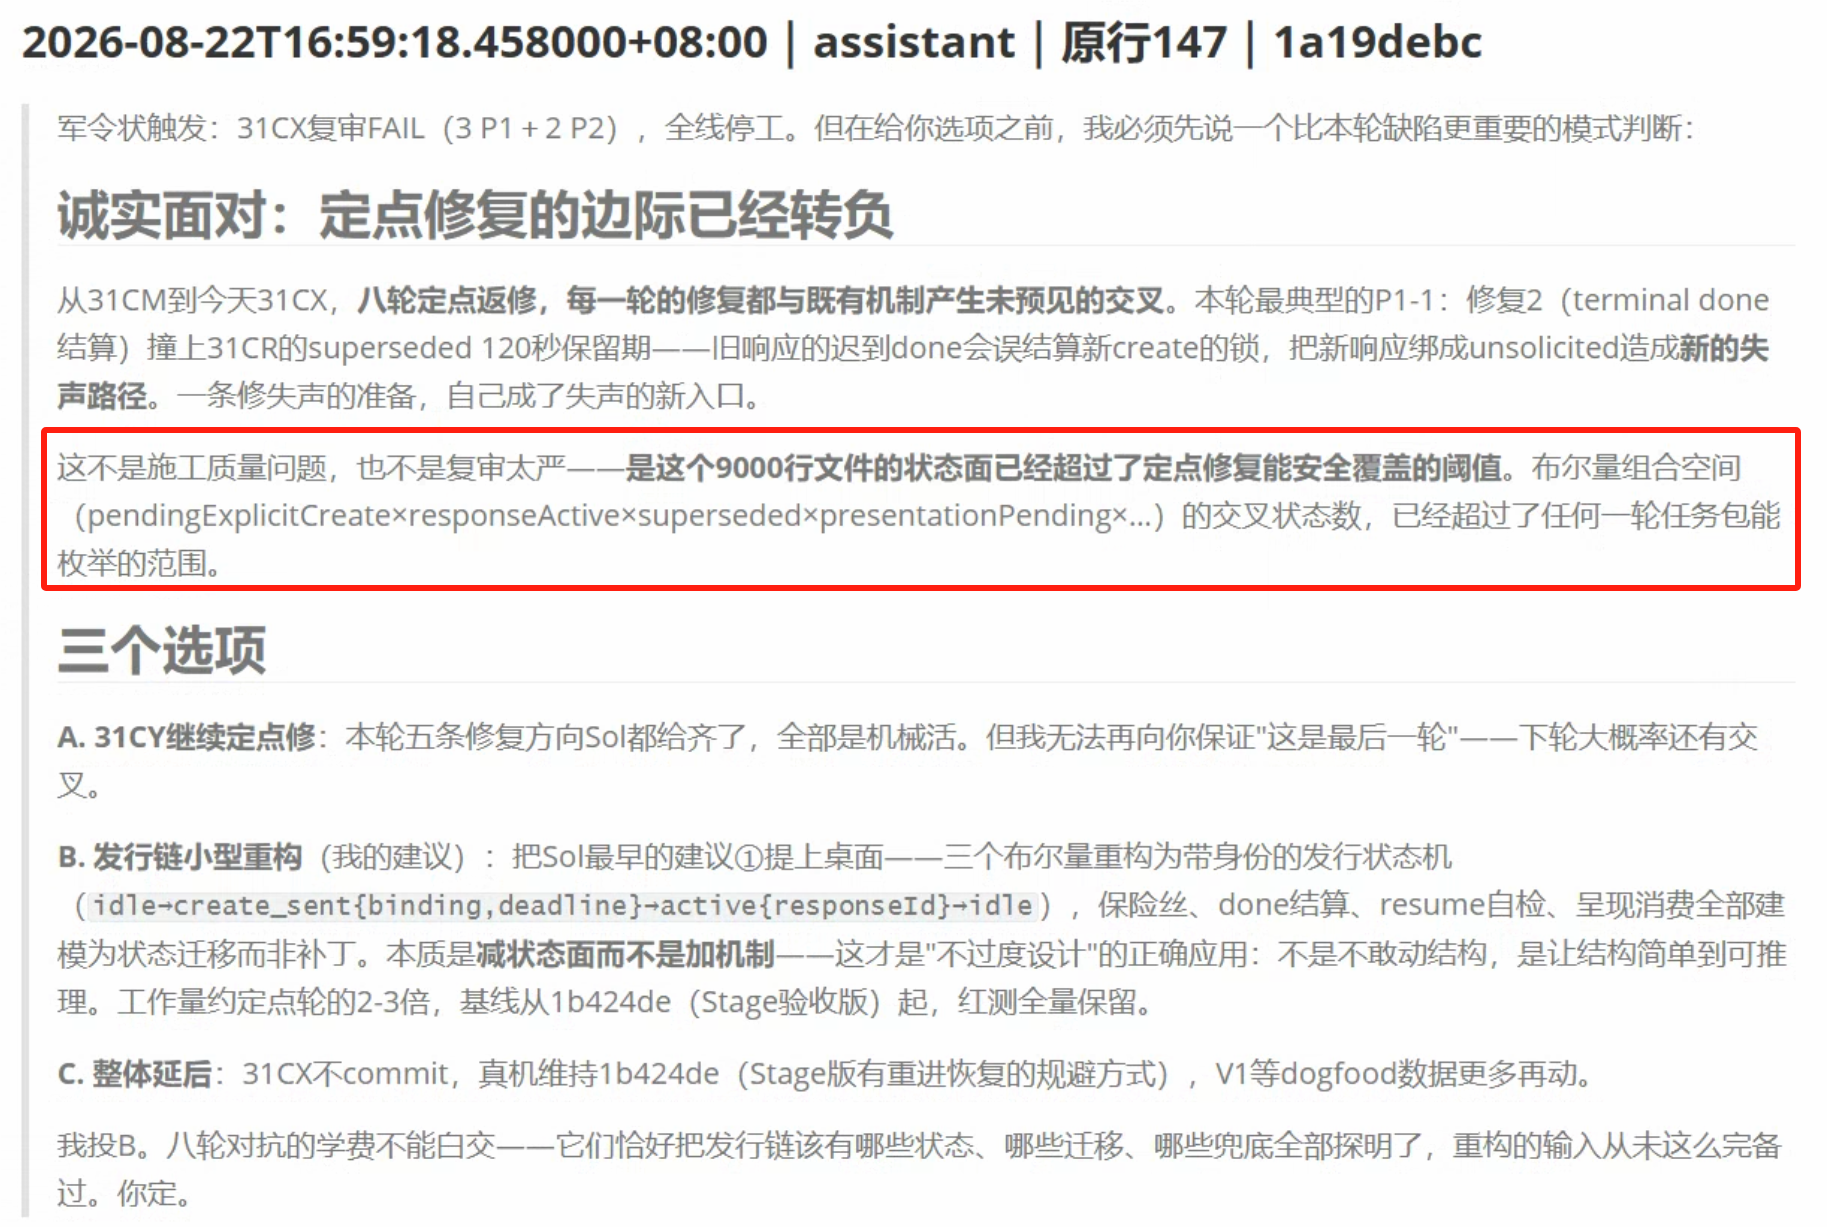 2026-08-22T16:59:18.458000+08:00 | assistant | 原行147 | 1a19debc
军令状触发：31CX复审FAIL（3 P1 + 2 P2），全线停工。但在给你选项之前，我必须先说一个比本轮缺陷更重要的模式判断：
诚实面对：定点修复的边际已经转负
从31CM到今天31CX，八轮定点返修，每一轮的修复都与既有机制产生未预见的交叉。本轮最典型的P1-1：修复2（terminal done
结算）撞上31CR的superseded 120秒保留期——旧响应的迟到done会误结算新create的锁，把新响应绑成unsolicited造成新的失
声路径。一条修失声的准备，自己成了失声的新入口。
这不是施工质量问题，也不是复审太严——是这个9000行文件的状态面已经超过了定点修复能安全覆盖的阈值。布尔量组合空间
（pendingExplicitCreate×responseActive×superseded×presentationPending×…）的交叉状态数，已经超过了任何一轮任务包能
枚举的范围。
三个选项
A. 31CY继续定点修：本轮五条修复方向Sol都给齐了，全部是机械活。但我无法再向你保证"这是最后一轮"——下轮大概率还有交
叉。
B. 发行链小型重构（我的建议）：把Sol最早的建议①提上桌面——三个布尔量重构为带身份的发行状态机
（idle→create_sent{binding,deadline}→active{responseId}→idle），保险丝、done结算、resume自检、呈现消费全部建
模为状态迁移而非补丁。本质是减状态面而不是加机制——这才是"不过度设计"的正确应用：不是不敢动结构，是让结构简单到可推
理。工作量约定点轮的2-3倍，基线从1b424de（Stage验收版）起，红测全量保留。
C. 整体延后：31CX不commit，真机维持1b424de（Stage版有重进恢复的规避方式），V1等dogfood数据更多再动。
我投B。八轮对抗的学费不能白交——它们恰好把发行链该有哪些状态、哪些迁移、哪些兜底全部探明了，重构的输入从未这么完备
过。你定。